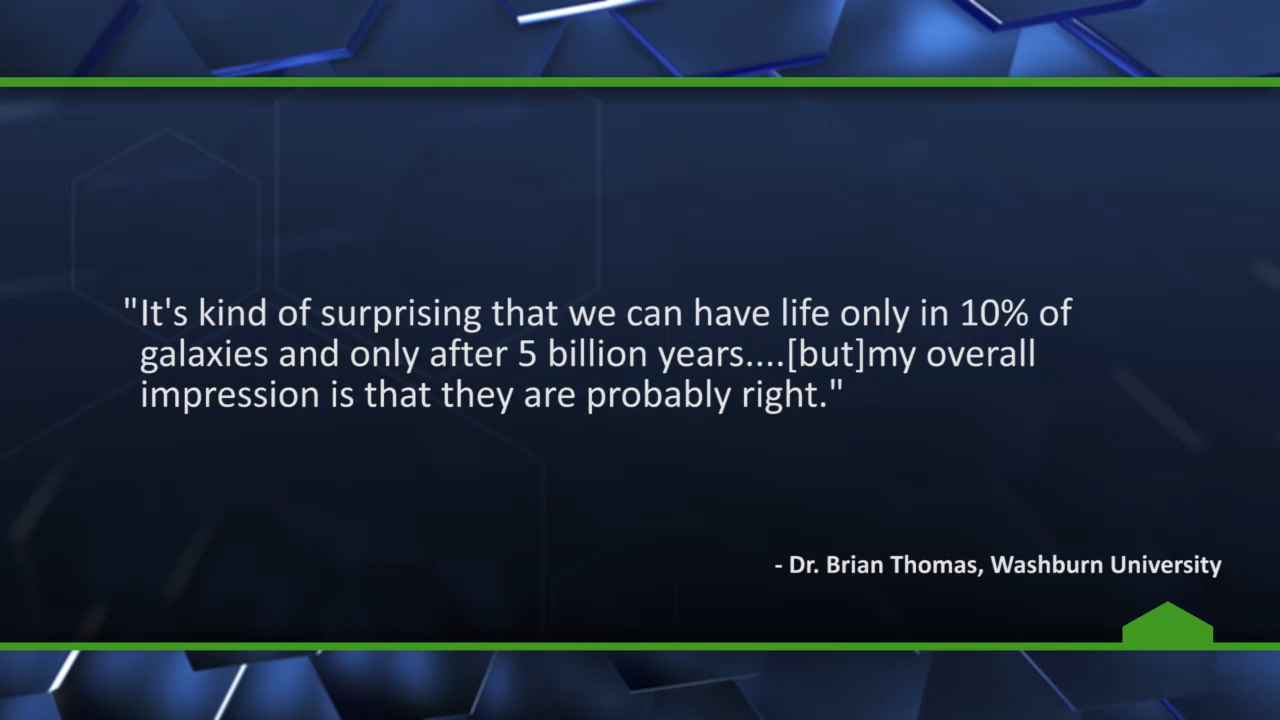 "It's kind of surprising that we can have life only in 10% of
galaxies and only after 5 billion years....[but]my overall
impression is that they are probably right."
- Dr. Brian Thomas, Washburn University